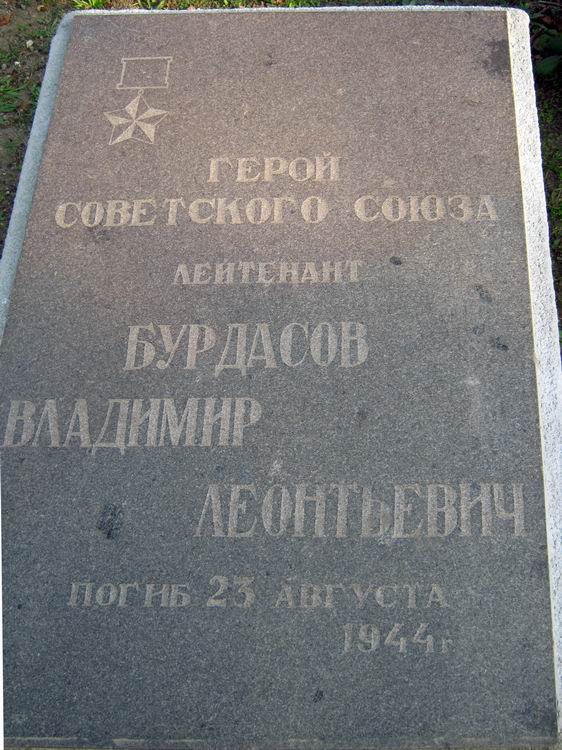 ГЕРОЙ
СОВЕТСКОГО СОЮЗА
ЛЕЙТЕНАНТ
БУРДАСОВ
ВЛАДИМИР
ЛЕОНТЬЕВИЧ
ПОГИБ 23 АВГУСТА
1944г